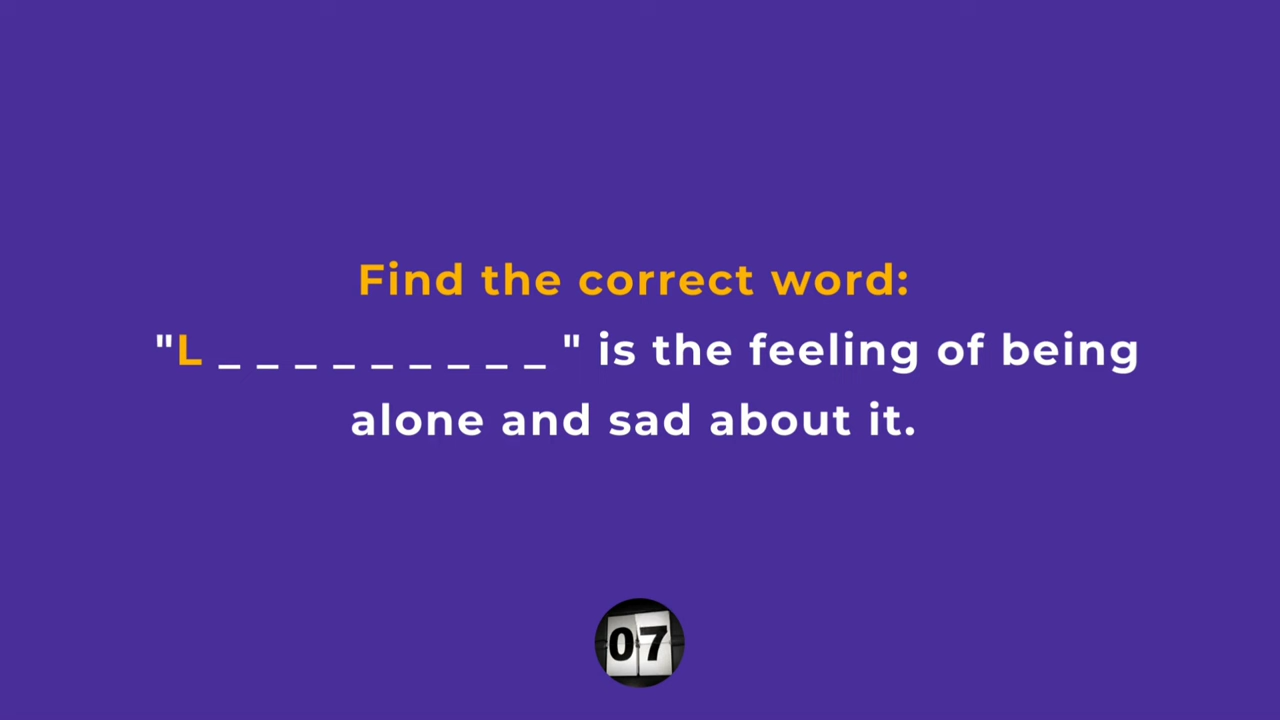 Find the correct word:
"L _ _ _ _ _ _ _ _ _ " is the feeling of being
alone and sad about it.
07